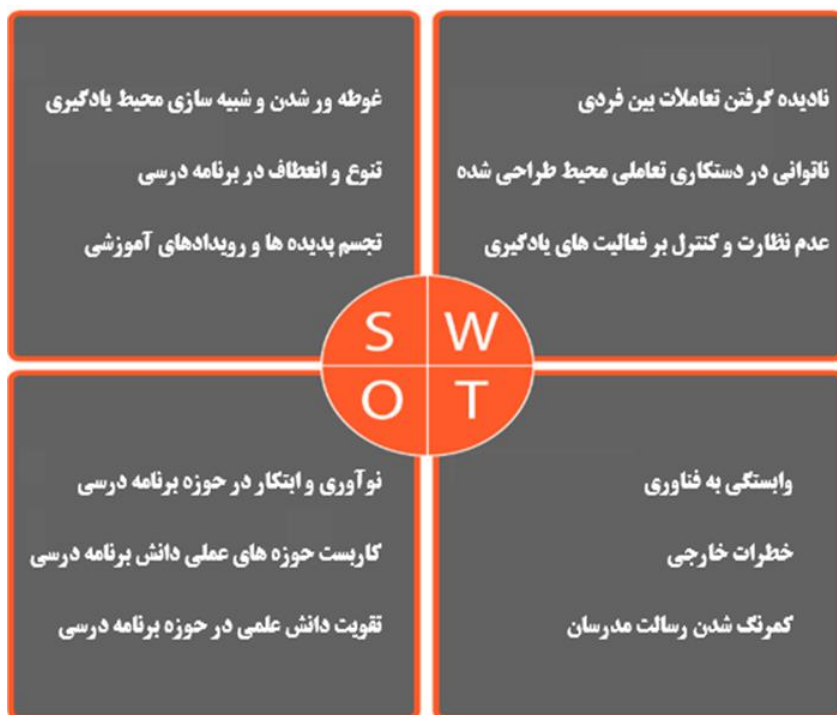 غوطه ور شدن و شبیه سازی محیط یادگیری
تنوع و انعطاف در برنامه درسی
تجسم پدیده ها و رویدادهای آموزشی
نادیده گرفتن تعاملات بین فردی
ناتوانی در دستکاری تعاملی محیط طراحی شده
عدم نظارت و کنترل بر فعالیت های یادگیری
S W
O T
نوآوری و ابتکار در حوزه برنامه درسی
کاربست حوزه های عملی دانش برنامه درسی
تقویت دانش علمی در حوزه برنامه درسی
وابستگی به فناوری
خطرات خارجی
کمرنگ شدن رسالت مدرسان